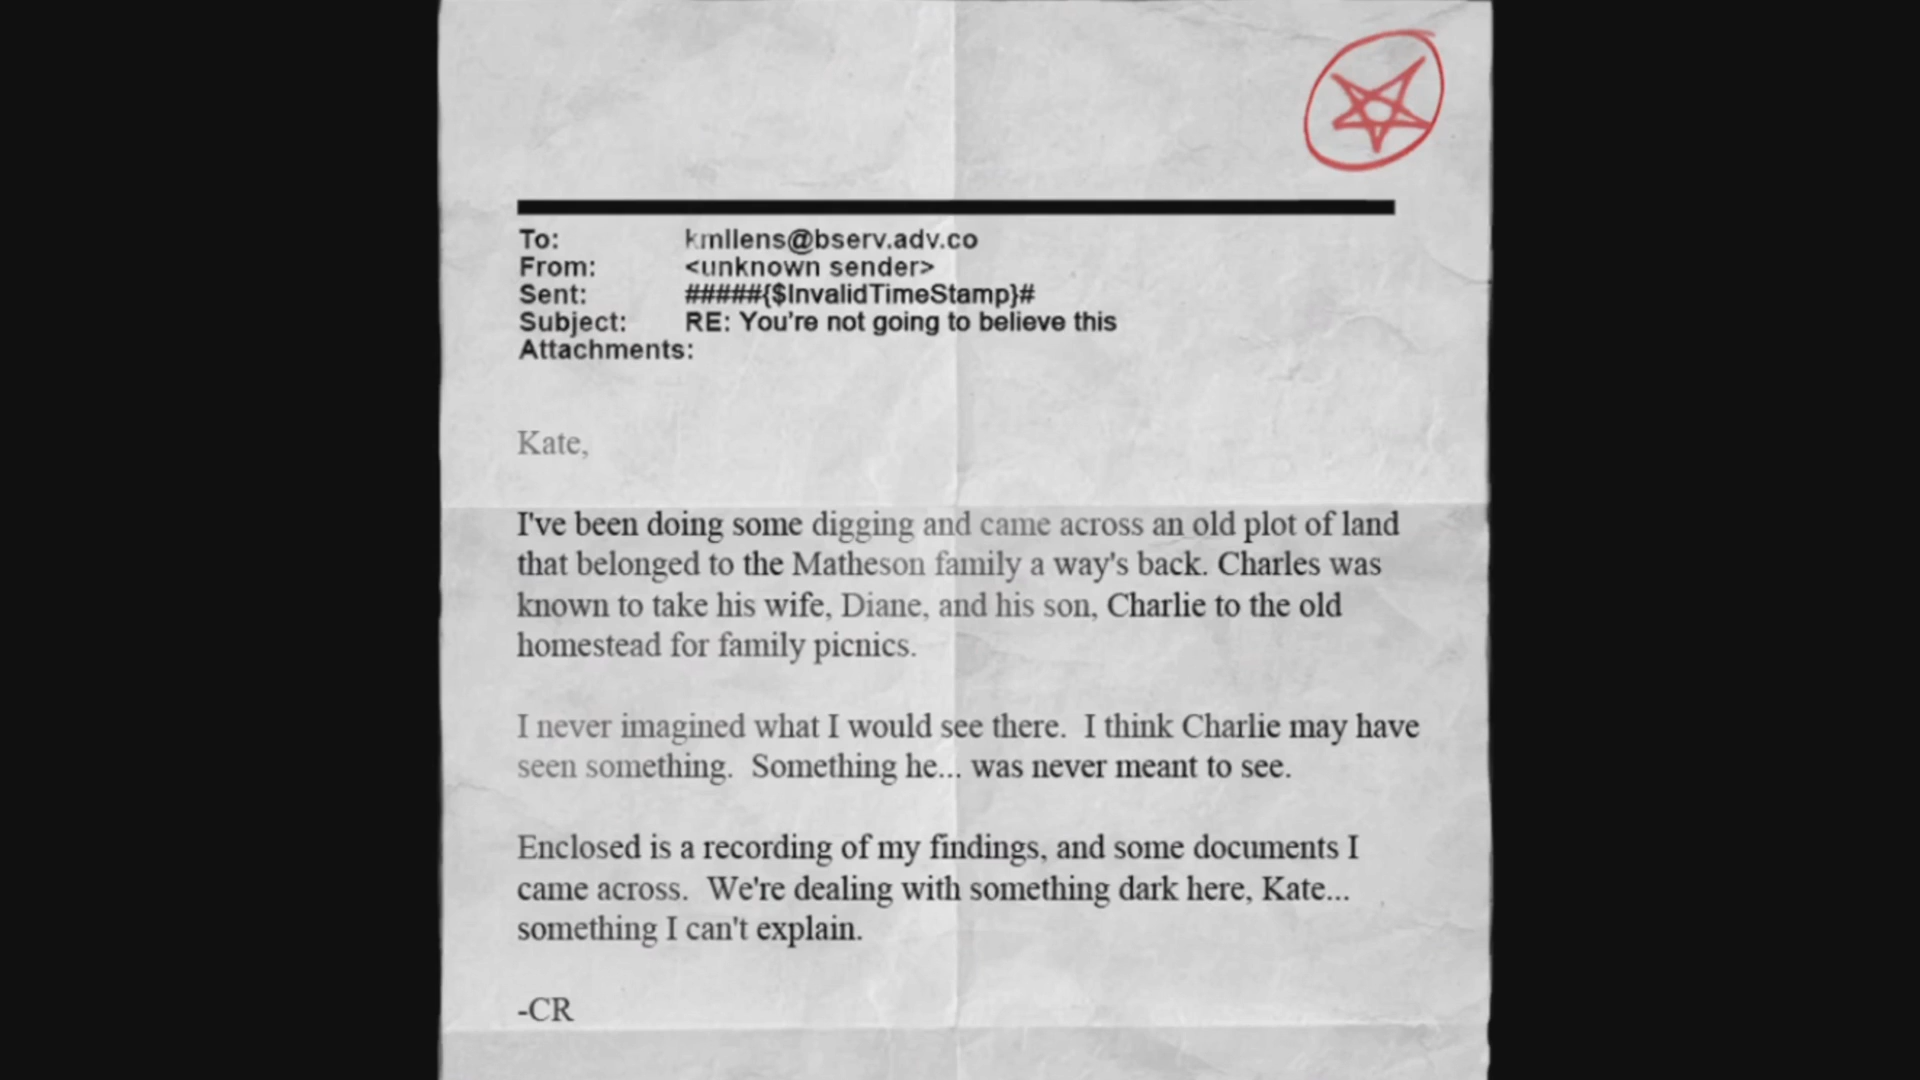 To: kmllens@bserv.adv.co
From: <unknown sender>
Sent: #####{$InvalidTimeStamp}#
Subject: RE: You're not going to believe this
Attachments:
Kate,
I've been doing some digging and came across an old plot of land
that belonged to the Matheson family a way's back. Charles was
known to take his wife, Diane, and his son, Charlie to the old
homestead for family picnics.
I never imagined what I would see there.  I think Charlie may have
seen something.  Something he... was never meant to see.
Enclosed is a recording of my findings, and some documents I
came across.  We're dealing with something dark here, Kate...
something I can't explain.
-CR